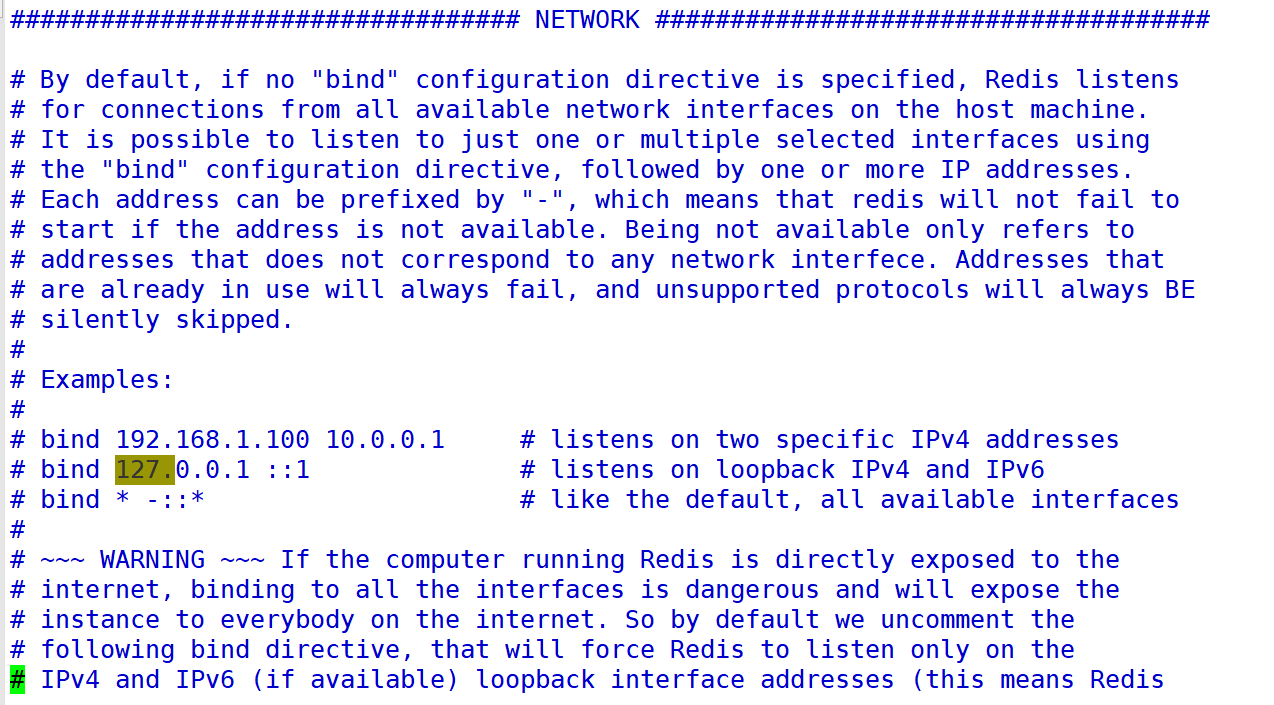 ################################## NETWORK #####################################

# By default, if no "bind" configuration directive is specified, Redis listens
# for connections from all available network interfaces on the host machine.
# It is possible to listen to just one or multiple selected interfaces using
# the "bind" configuration directive, followed by one or more IP addresses.
# Each address can be prefixed by "-", which means that redis will not fail to
# start if the address is not available. Being not available only refers to
# addresses that does not correspond to any network interfece. Addresses that
# are already in use will always fail, and unsupported protocols will always BE
# silently skipped.
#
# Examples:
#
# bind 192.168.1.100 10.0.0.1     # listens on two specific IPv4 addresses
# bind 127.0.0.1 ::1              # listens on loopback IPv4 and IPv6
# bind * -::*                     # like the default, all available interfaces
#
# ~~~ WARNING ~~~ If the computer running Redis is directly exposed to the
# internet, binding to all the interfaces is dangerous and will expose the
# instance to everybody on the internet. So by default we uncomment the
# following bind directive, that will force Redis to listen only on the
# IPv4 and IPv6 (if available) loopback interface addresses (this means Redis